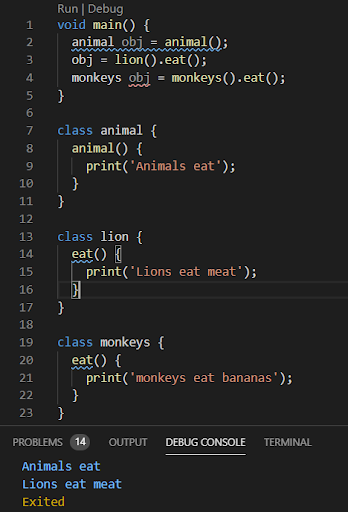 Run | Debug
1 void main() {
2 animal obj = animal();
3 obj = lion().eat();
4 monkeys obj = monkeys().eat();
5 }
6
7 class animal {
8 animal() {
9 print('Animals eat');
10 }
11 }
12
13 class lion {
14 eat() {
15 print('Lions eat meat');
16 }
17 }
18
19 class monkeys {
20 eat() {
21 print('monkeys eat bananas');
22 }
23 }
PROBLEMS 14 OUTPUT DEBUG CONSOLE TERMINAL
Animals eat
Lions eat meat
Exited